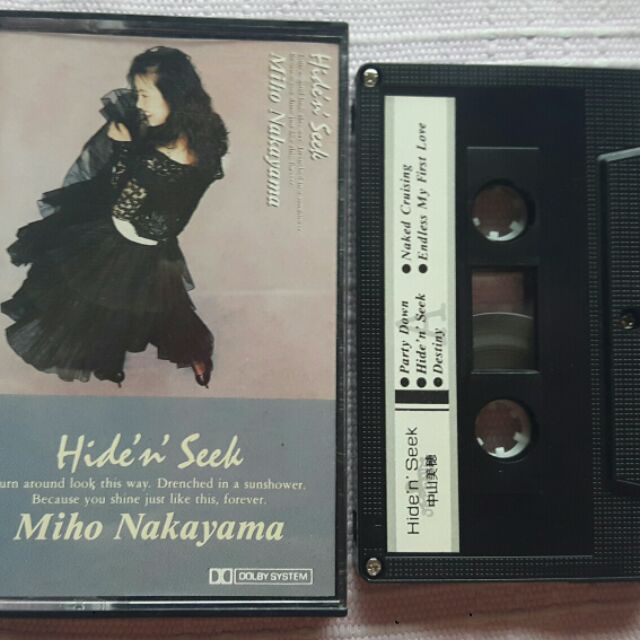 Hide'n' Seek
Miho Nakayama
Hide'n' Seek
urn around look this way. Drenched in a sunshower.
Because you shine just like this, forever.
Miho Nakayama
DOLBY SYSTEM
● Party Down
● Hide'n' Seek
● Destiny
● Naked Cruising
● Endless My First Love
Hide'n' Seek
中山美穂